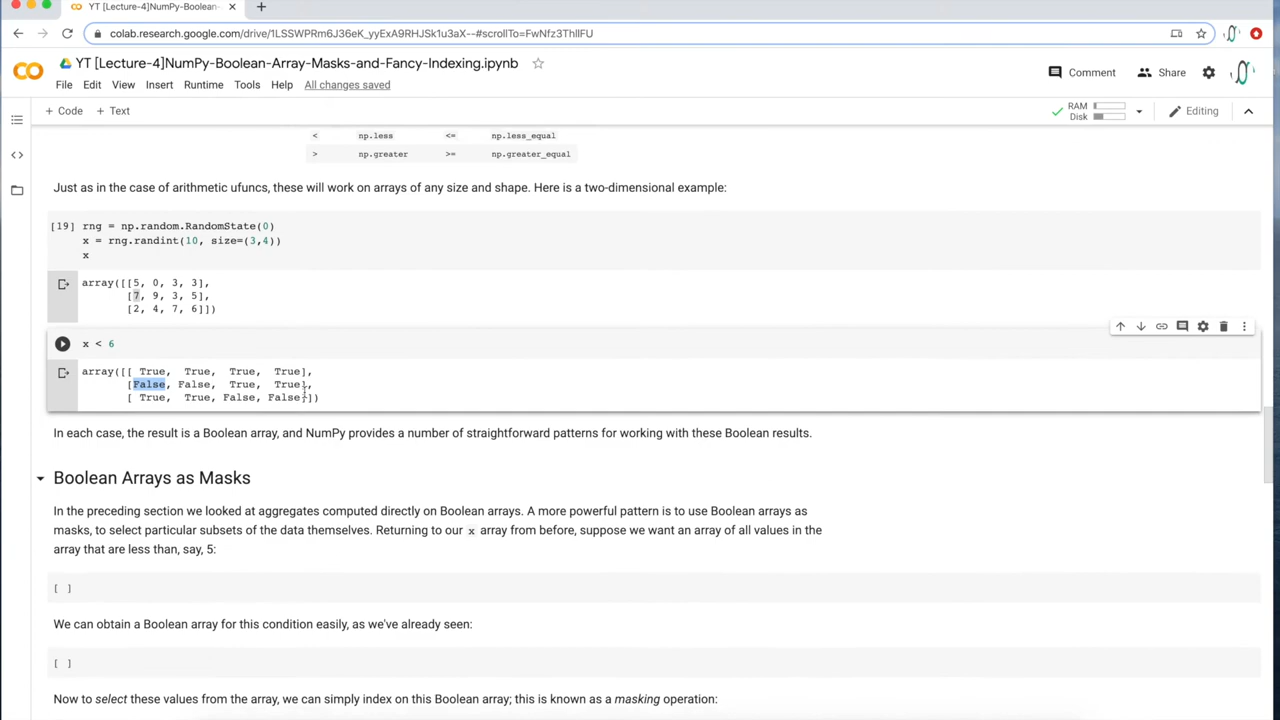 YT [Lecture-4]NumPy-Boolean-
colab.research.google.com/drive/1LSSWPRm6J36eK_yyExA9RHJSk1u3aX--#scrollTo=FwNfz3ThlIFU
YT [Lecture-4]NumPy-Boolean-Array-Masks-and-Fancy-Indexing.ipynb
Comment
Share
File Edit View Insert Runtime Tools Help All changes saved
+ Code + Text
RAM
Disk
Editing
< np.less <= np.less_equal
> np.greater >= np.greater_equal
Just as in the case of arithmetic ufuncs, these will work on arrays of any size and shape. Here is a two-dimensional example:
[19] rng = np.random.RandomState(0)
x = rng.randint(10, size=(3,4))
x
array([[5, 0, 3, 3],
[7, 9, 3, 5],
[2, 4, 7, 6]])
x < 6
array([[ True, True, True, True],
[False, False, True, True],
[ True, True, False, False]])
In each case, the result is a Boolean array, and NumPy provides a number of straightforward patterns for working with these Boolean results.
Boolean Arrays as Masks
In the preceding section we looked at aggregates computed directly on Boolean arrays. A more powerful pattern is to use Boolean arrays as
masks, to select particular subsets of the data themselves. Returning to our x array from before, suppose we want an array of all values in the
array that are less than, say, 5:
[ ]
We can obtain a Boolean array for this condition easily, as we've already seen:
[ ]
Now to select these values from the array, we can simply index on this Boolean array; this is known as a masking operation: